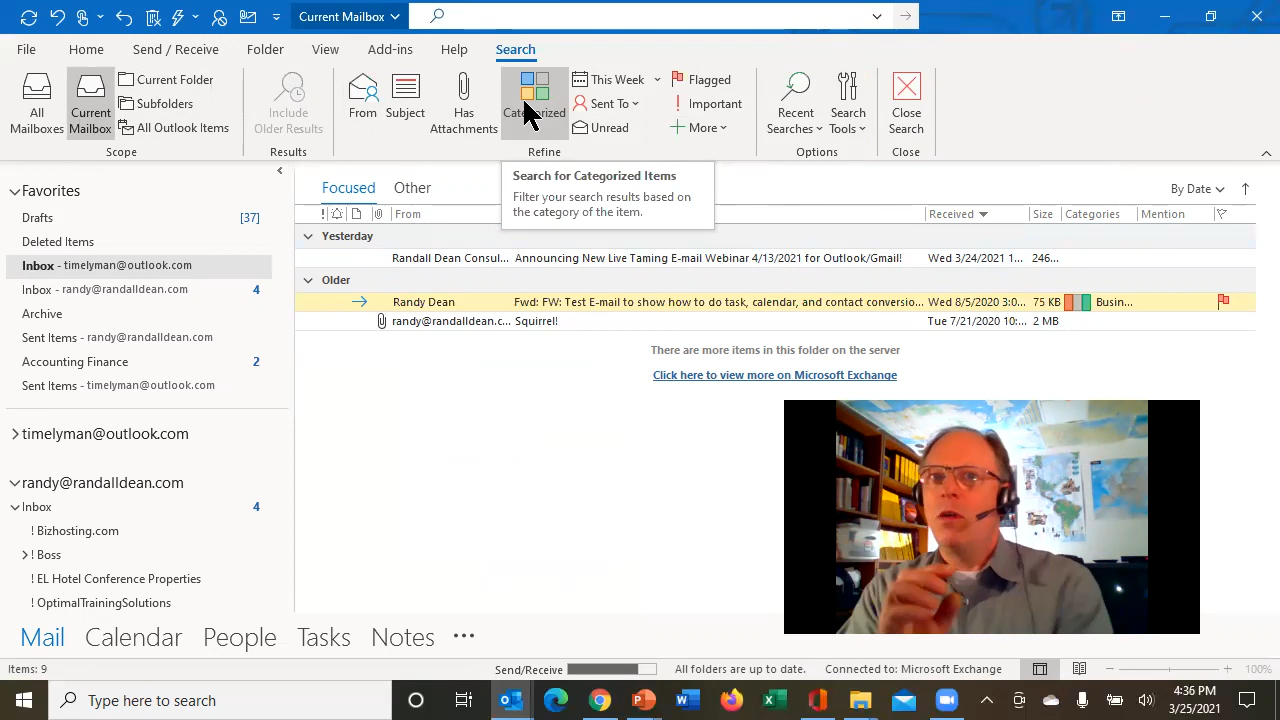 Current Mailbox
File Home Send / Receive Folder View Add-ins Help Search
All Mailboxes
Current Mailbox
Current Folder
Subfolders
All Outlook Items
Scope
Include Older Results
Results
From
Subject
Has Attachments
Categorized
This Week
Sent To
Unread
Flagged
! Important
+ More
Refine
Recent Searches
Search Tools
Options
Close Search
Close
Search for Categorized Items
Filter your search results based on
the category of the item.
Favorites
Drafts [37]
Deleted Items
Inbox - timelyman@outlook.com
Inbox - randy@randalldean.com 4
Archive
Sent Items - randy@randalldean.com
Accounting Finance 2
Sent Items - timelyman@outlook.com
timelyman@outlook.com
randy@randalldean.com
Inbox 4
! Bizhosting.com
! Boss
! EL Hotel Conference Properties
! OptimalTrainingSolutions
Focused Other
By Date
! From Received Size Categories Mention
Yesterday
Randall Dean Consul... Announcing New Live Taming E-mail Webinar 4/13/2021 for Outlook/Gmail! Wed 3/24/2021 1... 246...
Older
Randy Dean Fwd: FW: Test E-mail to show how to do task, calendar, and contact conversio... Wed 8/5/2020 3:0... 75 KB Busin...
randy@randalldean.c... Squirrel! Tue 7/21/2020 10:... 2 MB
There are more items in this folder on the server
Click here to view more on Microsoft Exchange
Mail Calendar People Tasks Notes ...
Items: 9 Send/Receive All folders are up to date. Connected to: Microsoft Exchange 100%
Type here to search
4:36 PM
3/25/2021